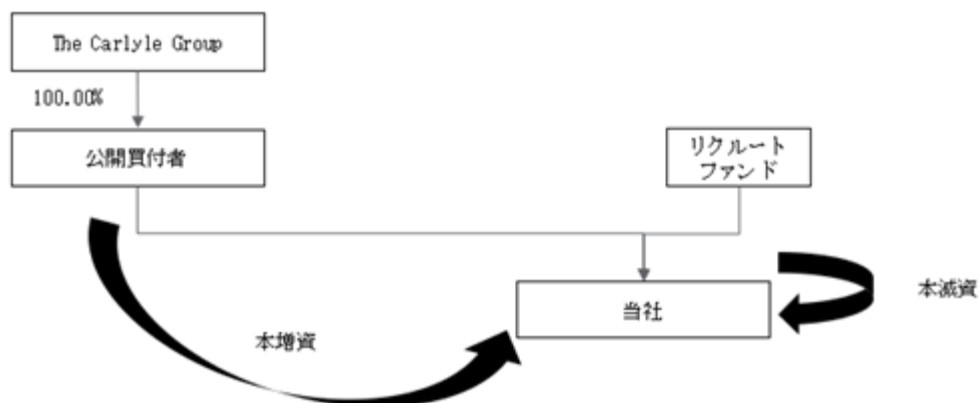 The Carlyle Group
100.00%
公開買付者
リクルート
ファンド
当社
本減資
本増資